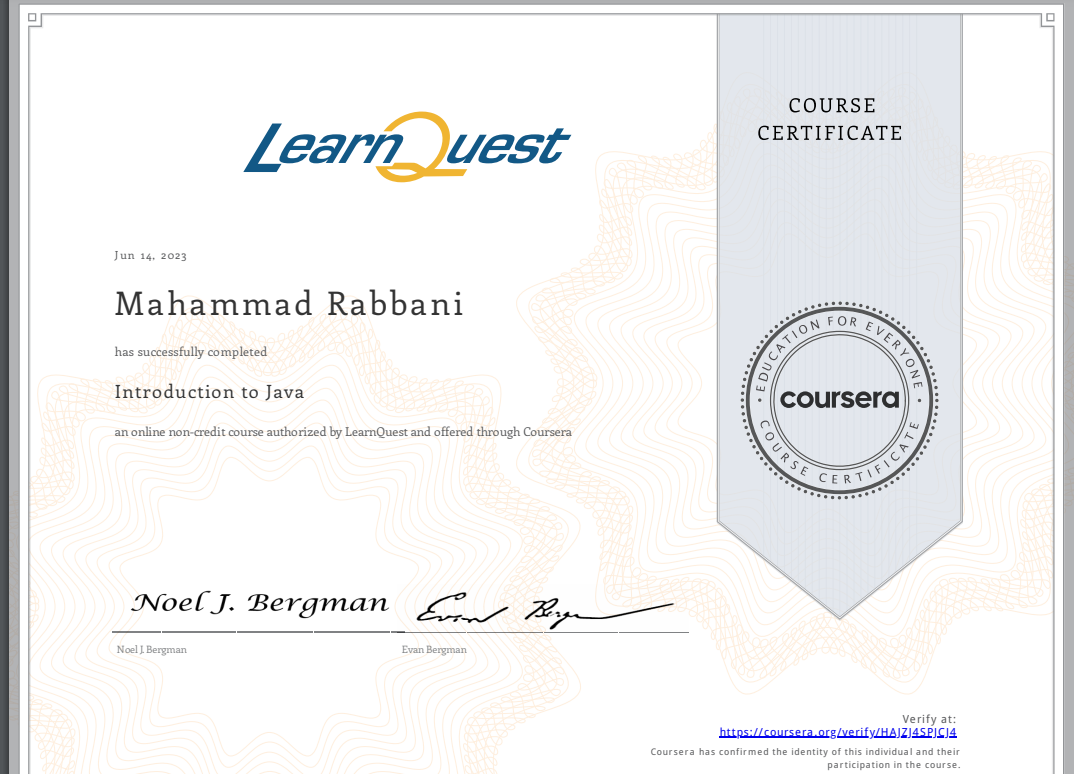 COURSE
CERTIFICATE
LearnQuest
Jun 14, 2023
Mahammad Rabbani
has successfully completed
Introduction to Java
an online non-credit course authorized by LearnQuest and offered through Coursera
EDUCATION FOR EVERYONE
coursera
COURSE CERTIFICATE
Noel J. Bergman
Evan Bergman
Noel J. Bergman
Evan Bergman
Verify at:
https://coursera.org/verify/HAJZJ4SPJCJ4
Coursera has confirmed the identity of this individual and their
participation in the course.